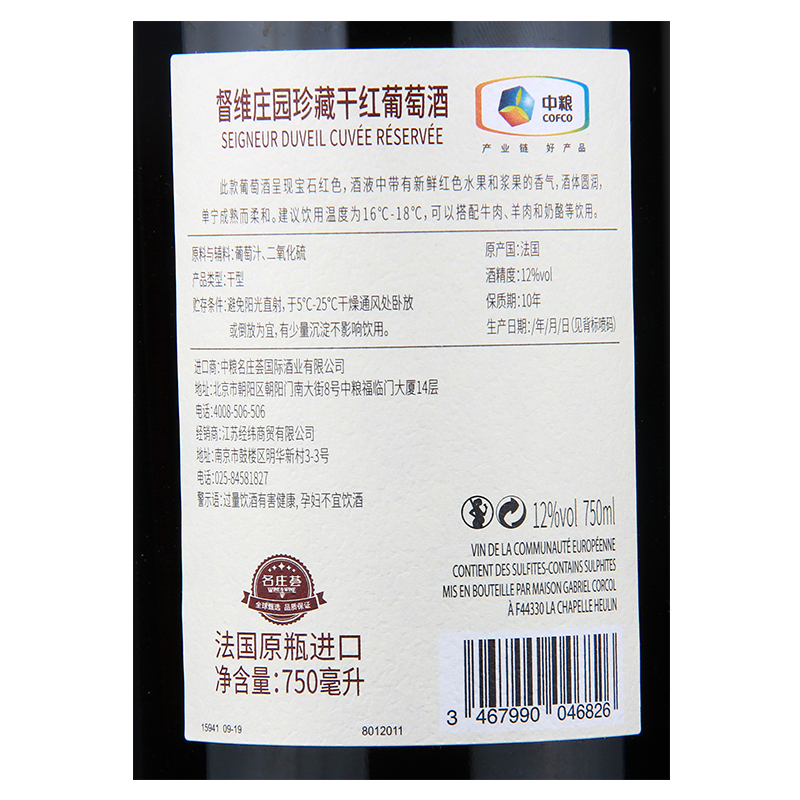 督维庄园珍藏干红葡萄酒
SEIGNEUR DUVEIL CUVÉE RÉSERVÉE
中粮
COFCO
产业链 好产品
此款葡萄酒呈现宝石红色，酒液中带有新鲜红色水果和浆果的香气，酒体圆润，
单宁成熟而柔和。建议饮用温度为16℃-18℃，可以搭配牛肉、羊肉和奶酪等饮用。
原料与辅料:葡萄汁、二氧化硫
产品类型:干型
贮存条件:避免阳光直射，于5℃-25℃干燥通风处卧放
或倒放为宜，有少量沉淀不影响饮用。
原产国:法国
酒精度:12%vol
保质期:10年
生产日期:/年/月/日(见背标喷码)
进口商:中粮名庄荟国际酒业有限公司
地址:北京市朝阳区朝阳门南大街8号中粮福临门大厦14层
电话:4008-506-506
经销商:江苏经纬商贸有限公司
地址:南京市鼓楼区明华新村3-3号
电话:025-84581827
警示语:过量饮酒有害健康，孕妇不宜饮酒
12%vol 750ml
VIN DE LA COMMUNAUTÉ EUROPÉENNE
CONTIENT DES SULFITES-CONTAINS SULPHITES
MIS EN BOUTEILLE PAR MAISON GABRIEL CORCOL
À F44330 LA CHAPELLE HEULIN
名庄荟
WINE&WINE
全球甄选 品质保证
法国原瓶进口
净含量:750毫升
15941 09-19
8012011
3 467990 046826